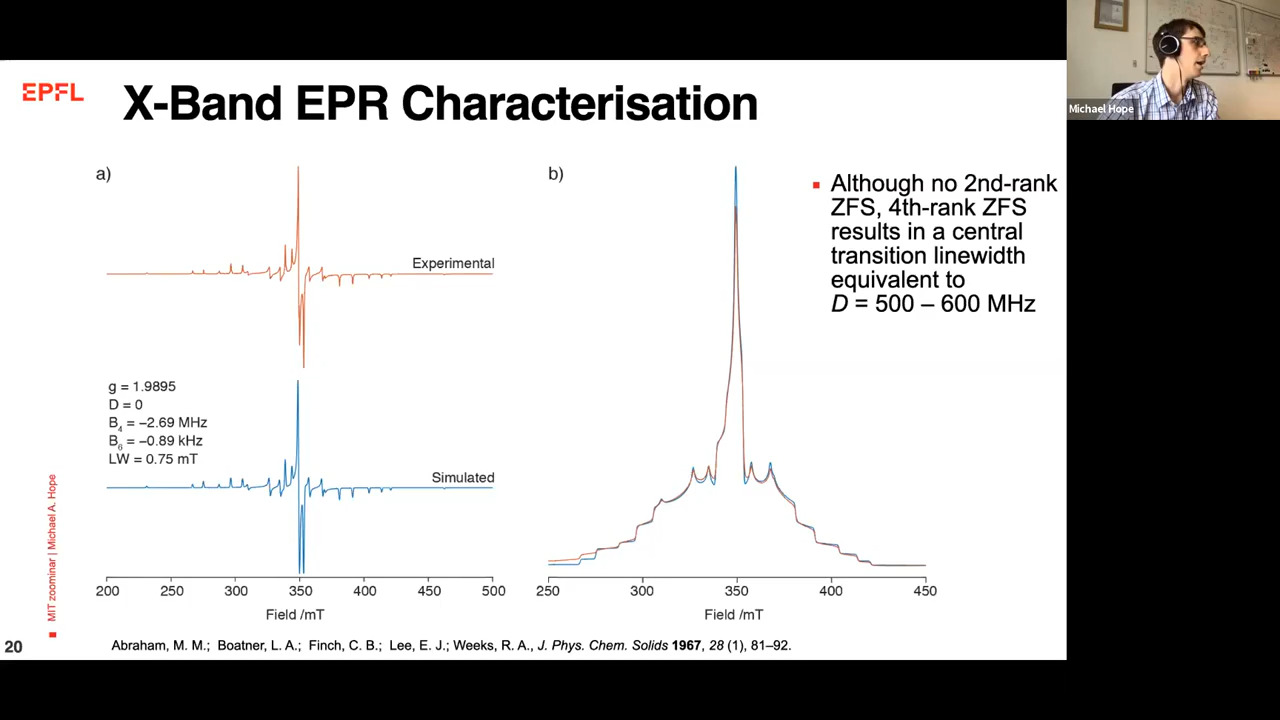 EPFL
X-Band EPR Characterisation
Michael Hope
a)
Experimental
g = 1.9895
D = 0
B₄ = −2.69 MHz
B₆ = −0.89 kHz
LW = 0.75 mT
Simulated
200 250 300 350 400 450 500
Field /mT
b)
250 300 350 400 450
Field /mT
▪ Although no 2nd-rank
ZFS, 4th-rank ZFS
results in a central
transition linewidth
equivalent to
D = 500 – 600 MHz
■ MIT zoominar | Michael A. Hope
20
Abraham, M. M.; Boatner, L. A.; Finch, C. B.; Lee, E. J.; Weeks, R. A., J. Phys. Chem. Solids 1967, 28 (1), 81–92.